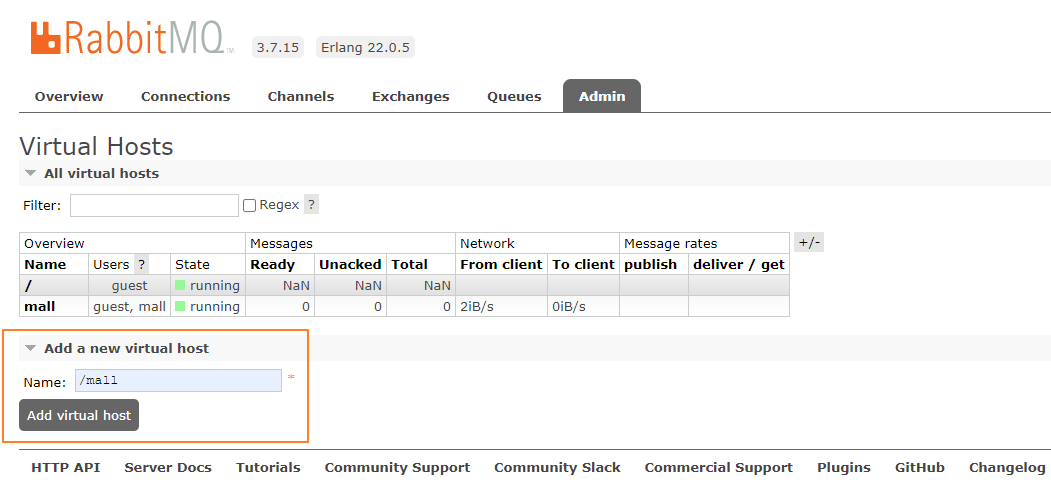 RabbitMQ TM 3.7.15 Erlang 22.0.5
Overview Connections Channels Exchanges Queues Admin
Virtual Hosts
All virtual hosts
Filter: Regex ?
Overview Messages Network Message rates +/-
Name Users ? State Ready Unacked Total From client To client publish deliver / get
/ guest running NaN NaN NaN
mall guest, mall running 0 0 0 2iB/s 0iB/s
Add a new virtual host
Name: /mall *
Add virtual host
HTTP API Server Docs Tutorials Community Support Community Slack Commercial Support Plugins GitHub Changelog